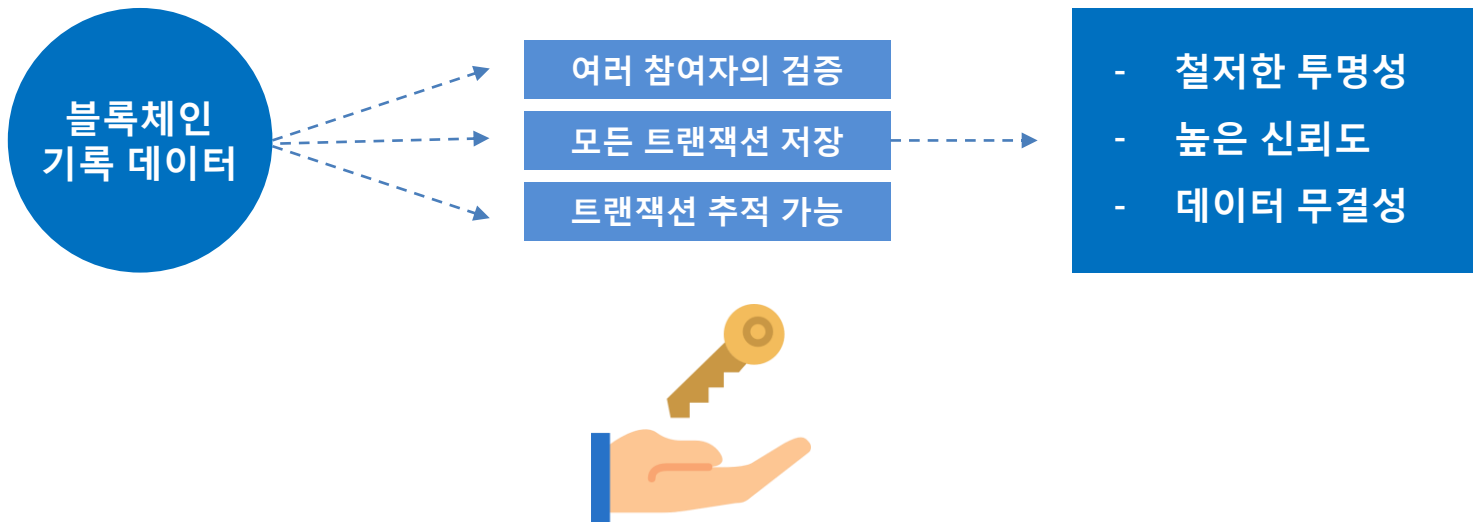 블록체인
기록 데이터
여러 참여자의 검증
모든 트랜잭션 저장
트랜잭션 추적 가능
- 철저한 투명성
- 높은 신뢰도
- 데이터 무결성